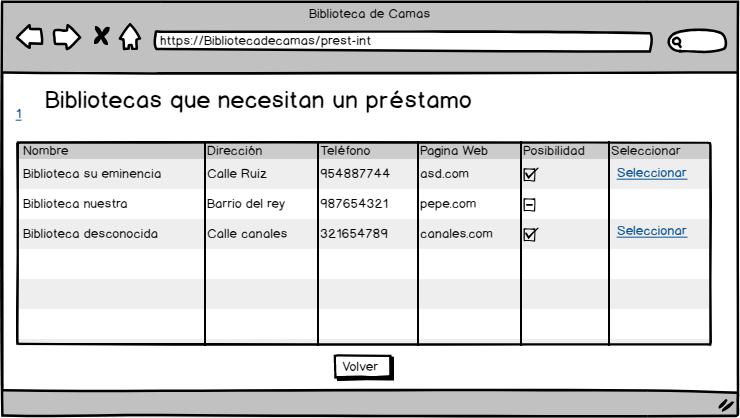 Biblioteca de Camas
https://Bibliotecadecamas/prest-int
Bibliotecas que necesitan un préstamo
1
Nombre Dirección Teléfono Pagina Web Posibilidad Seleccionar
Biblioteca su eminencia Calle Ruiz 954887744 asd.com Seleccionar
Biblioteca nuestra Barrio del rey 987654321 pepe.com
Biblioteca desconocida Calle canales 321654789 canales.com Seleccionar
Volver